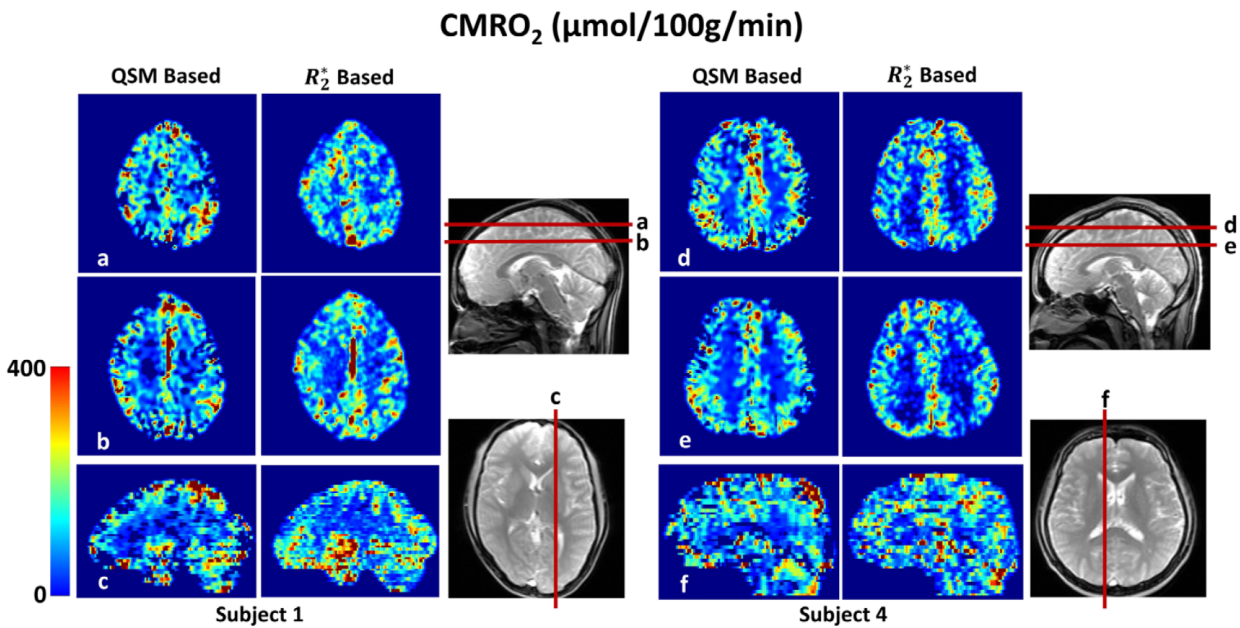 CMRO₂ (µmol/100g/min)
QSM Based
R₂* Based
QSM Based
R₂* Based
a
a
b
d
d
e
400
b
c
e
f
0
c
f
Subject 1
Subject 4